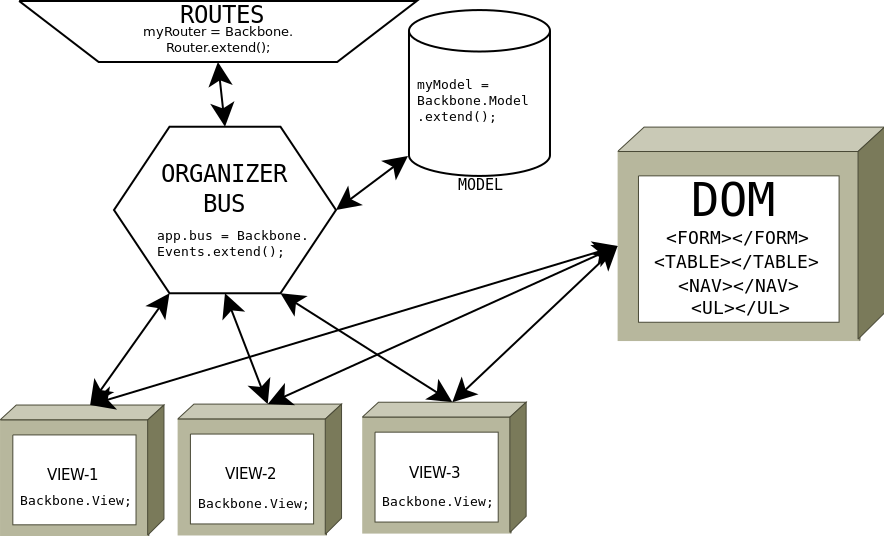 ROUTES
myRouter = Backbone.
Router.extend();
myModel =
Backbone.Model
.extend();
MODEL
ORGANIZER
BUS
app.bus = Backbone.
Events.extend();
DOM
<FORM></FORM>
<TABLE></TABLE>
<NAV></NAV>
<UL></UL>
VIEW-1
Backbone.View;
VIEW-2
Backbone.View;
VIEW-3
Backbone.View;